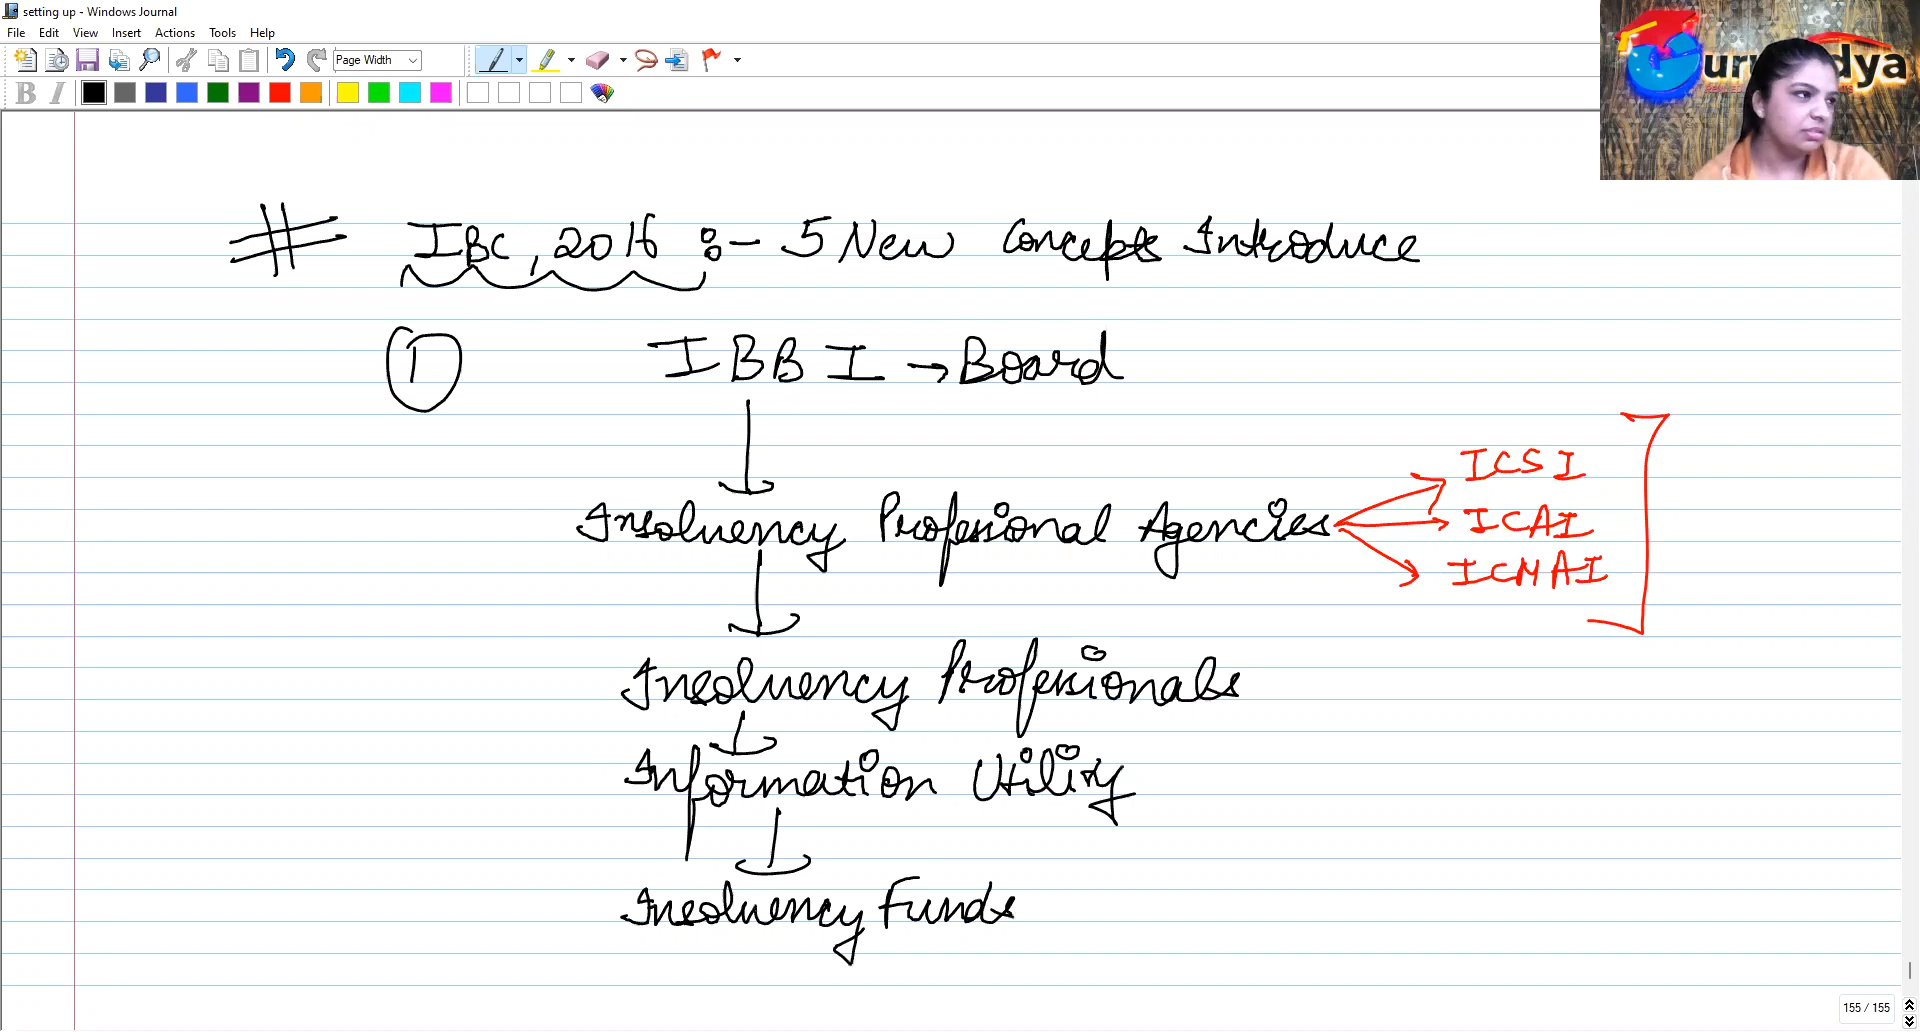 setting up - Windows Journal
File Edit View Insert Actions Tools Help
Page Width
B I
# IBC, 2016 :- 5 New Concepts Introduce
1 IBBI → Board
ICSI
Insolvency Professional Agencies ICAI
ICMAI
Insolvency Professionals
Information Utility
Insolvency Funds
155 / 155